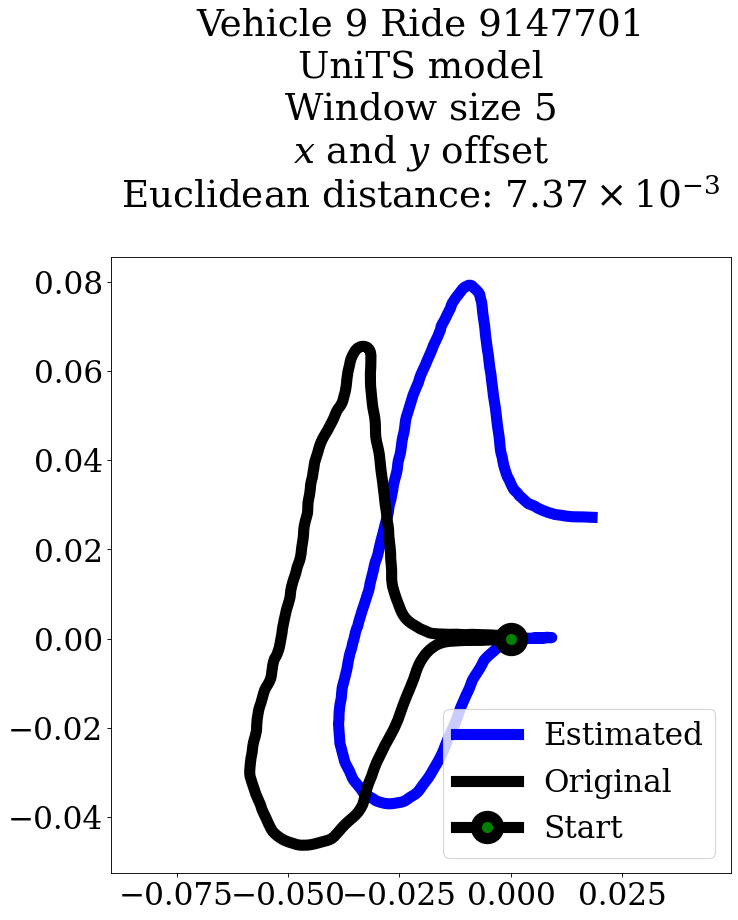 Vehicle 9 Ride 9147701
UniTS model
Window size 5
x and y offset
Euclidean distance: 7.37 × 10⁻³
0.08
0.06
0.04
0.02
0.00
−0.02
−0.04
Estimated
Original
Start
−0.075 −0.050 −0.025 0.000 0.025